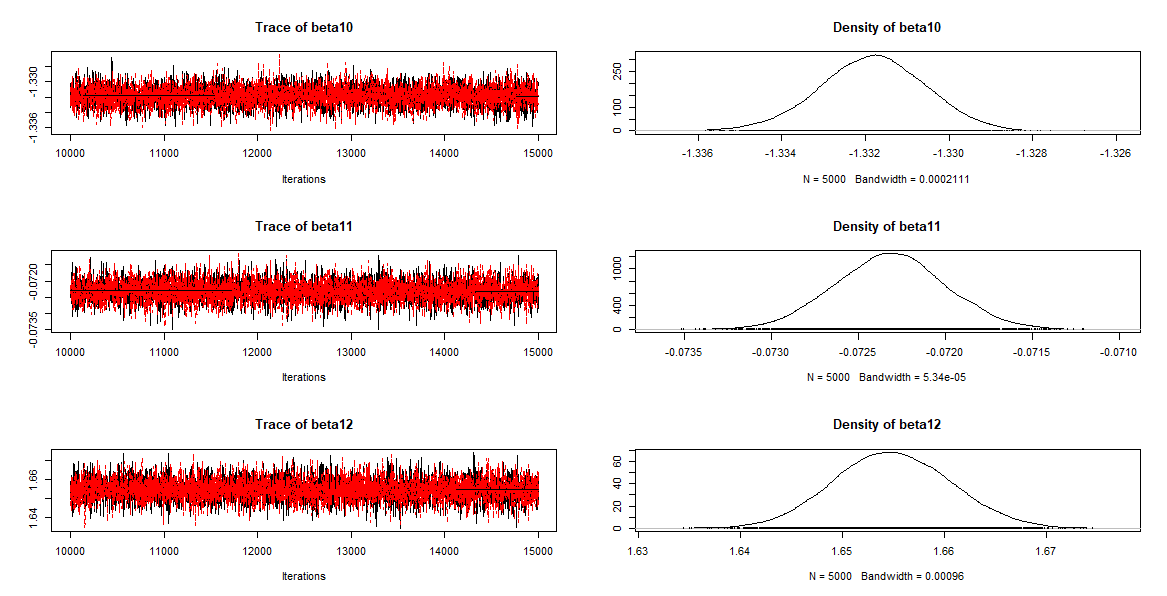 Trace of beta10
Density of beta10
-1.336 -1.330
0 100 250
10000 11000 12000 13000 14000 15000
-1.336 -1.334 -1.332 -1.330 -1.328 -1.326
Iterations
N = 5000 Bandwidth = 0.0002111
Trace of beta11
Density of beta11
-0.0735 -0.0720
0 400 1000
10000 11000 12000 13000 14000 15000
-0.0735 -0.0730 -0.0725 -0.0720 -0.0715 -0.0710
Iterations
N = 5000 Bandwidth = 5.34e-05
Trace of beta12
Density of beta12
1.64 1.66
0 20 40 60
10000 11000 12000 13000 14000 15000
1.63 1.64 1.65 1.66 1.67
Iterations
N = 5000 Bandwidth = 0.00096